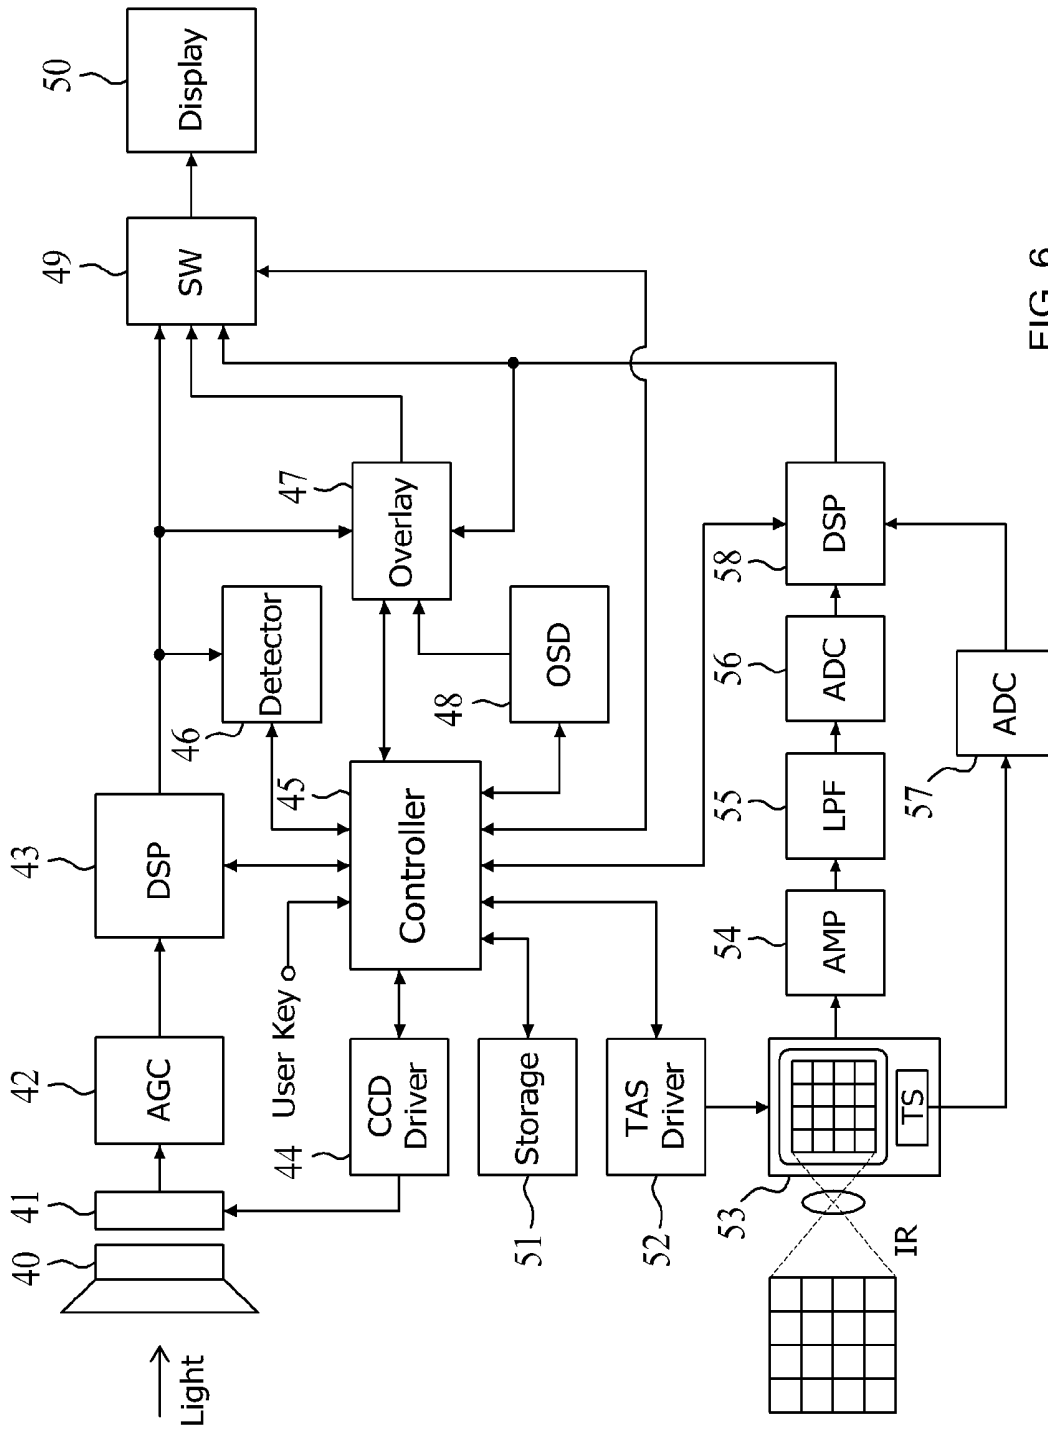 Light
40
41
42
AGC
43
DSP
49
SW
50
Display
46
Detector
47
Overlay
User Key
45
Controller
44
CCD
Driver
48
OSD
51
Storage
52
TAS
Driver
IR
53
TS
54
AMP
55
LPF
56
ADC
58
DSP
57
ADC
FIG. 6